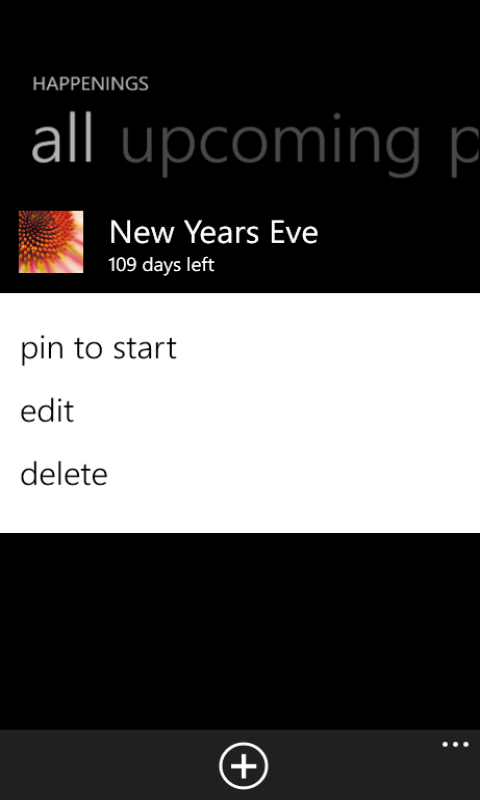 HAPPENINGS
all upcoming p
New Years Eve
109 days left
pin to start
edit
delete